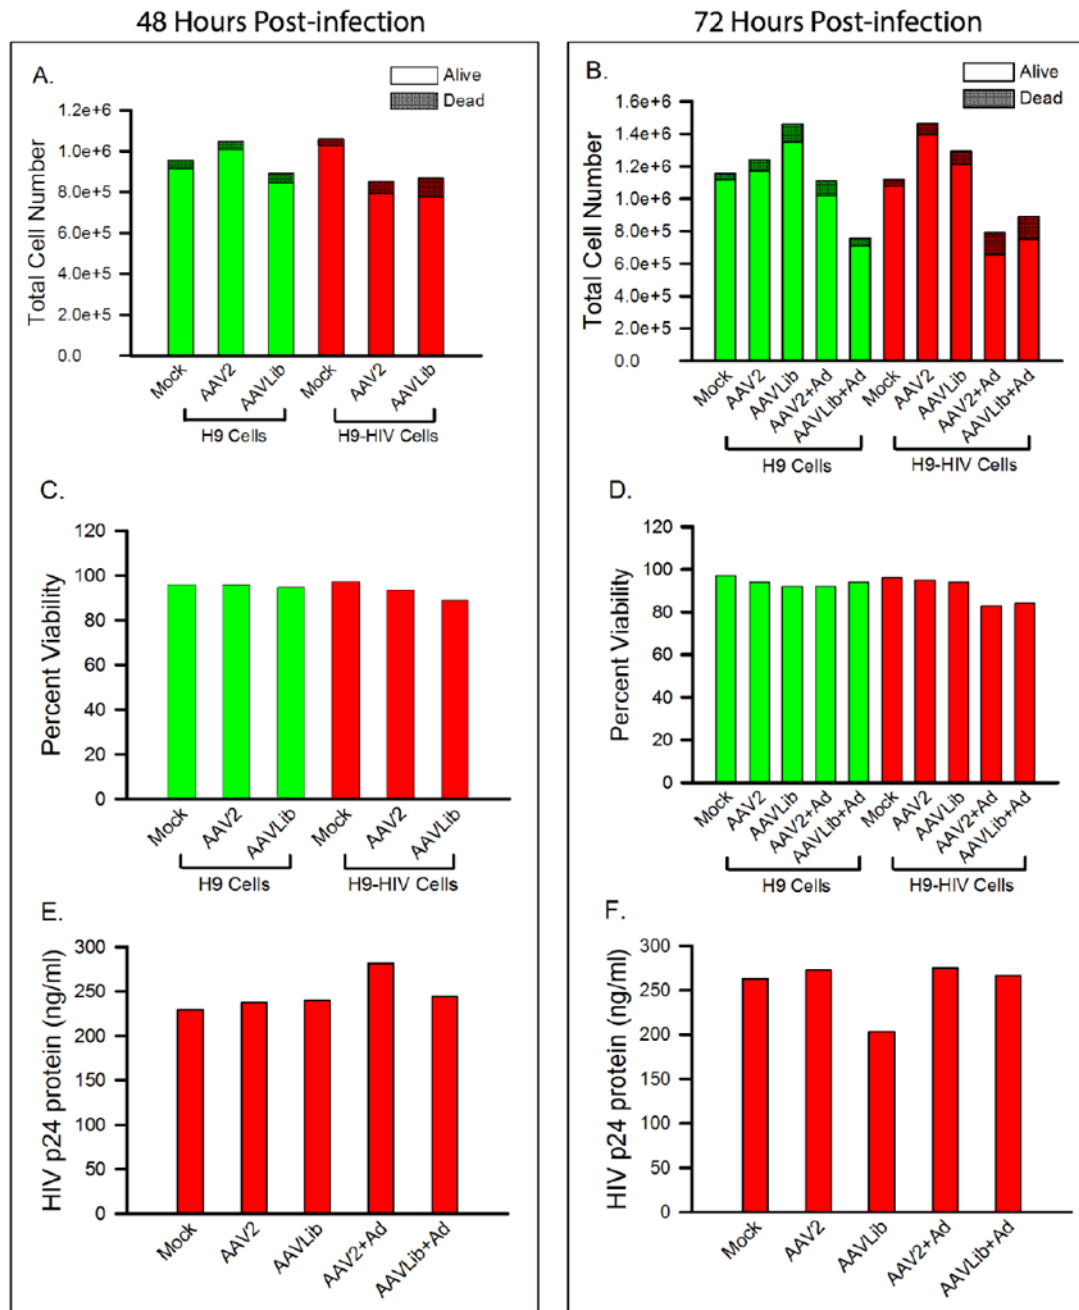 48 Hours Post-infection
72 Hours Post-infection
A.
Alive
Dead
Total Cell Number
1.2e+6
1.0e+6
8.0e+5
6.0e+5
4.0e+5
2.0e+5
0.0
Mock
AAV2
AAVLib
Mock
AAV2
AAVLib
H9 Cells
H9-HIV Cells
B.
Alive
Dead
Total Cell Number
1.6e+6
1.4e+6
1.2e+6
1.0e+6
8.0e+5
6.0e+5
4.0e+5
2.0e+5
0.0
Mock
AAV2
AAVLib
AAV2+Ad
AAVLib+Ad
Mock
AAV2
AAVLib
AAV2+Ad
AAVLib+Ad
H9 Cells
H9-HIV Cells
C.
Percent Viability
120
100
80
60
40
20
0
Mock
AAV2
AAVLib
Mock
AAV2
AAVLib
H9 Cells
H9-HIV Cells
D.
Percent Viability
120
100
80
60
40
20
0
Mock
AAV2
AAVLib
AAV2+Ad
AAVLib+Ad
Mock
AAV2
AAVLib
AAV2+Ad
AAVLib+Ad
H9 Cells
H9-HIV Cells
E.
HIV p24 protein (ng/ml)
300
250
200
150
100
50
0
Mock
AAV2
AAVLib
AAV2+Ad
AAVLib+Ad
F.
HIV p24 protein (ng/ml)
300
250
200
150
100
50
0
Mock
AAV2
AAVLib
AAV2+Ad
AAVLib+Ad